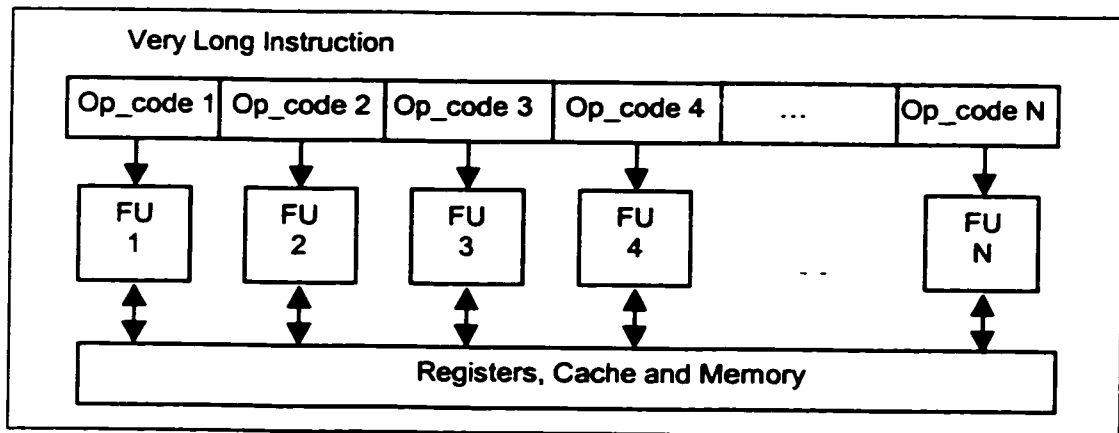 Very Long Instruction
Op_code 1 Op_code 2 Op_code 3 Op_code 4 ... Op_code N
FU FU FU FU FU
1 2 3 4 N
Registers, Cache and Memory